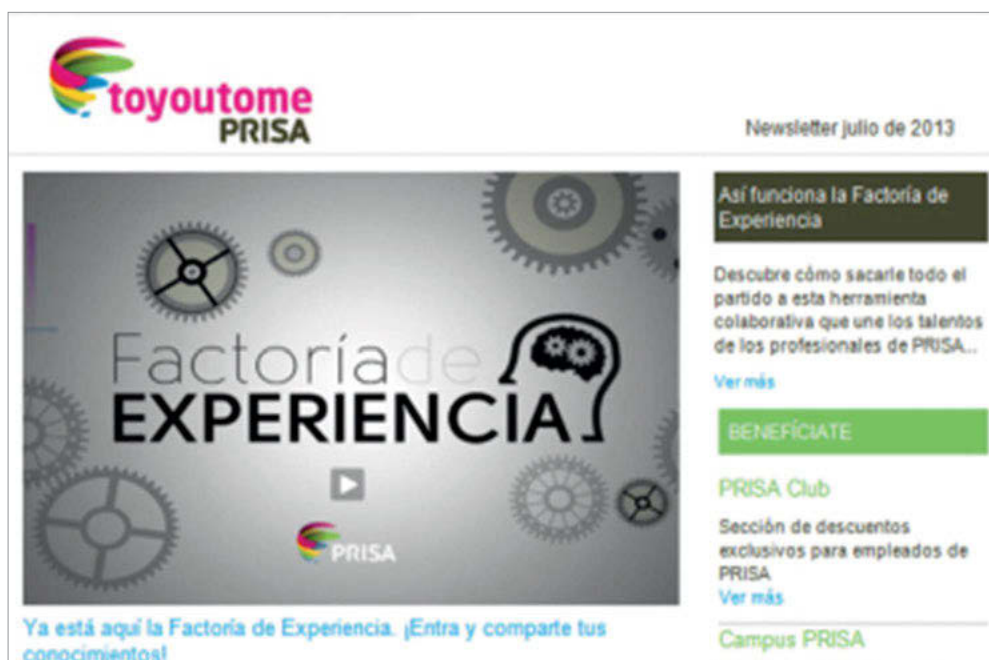 toyoutome
PRISA
Newsletter julio de 2013
Factoría de
EXPERIENCIA
PRISA
Ya está aquí la Factoría de Experiencia. ¡Entra y comparte tus
conocimientos!
Así funciona la Factoría de
Experiencia
Descubre cómo sacarle todo el
partido a esta herramienta
colaborativa que une los talentos
de los profesionales de PRISA...
Ver más
BENEFÍCIATE
PRISA Club
Sección de descuentos
exclusivos para empleados de
PRISA
Ver más
Campus PRISA